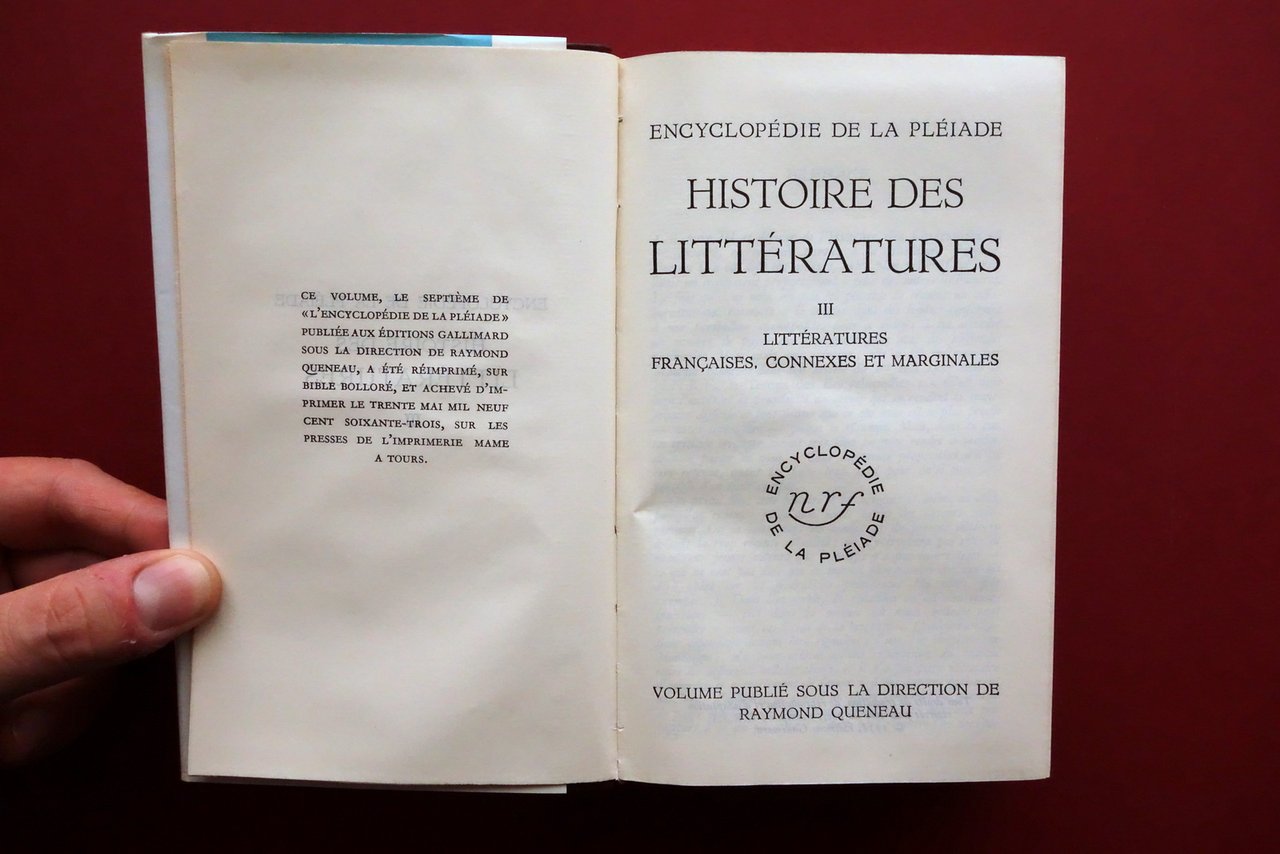 CE VOLUME, LE SEPTIÈME DE
«L'ENCYCLOPÉDIE DE LA PLÉIADE»
PUBLIÉE AUX ÉDITIONS GALLIMARD
SOUS LA DIRECTION DE RAYMOND
QUENEAU, A ÉTÉ RÉIMPRIMÉ, SUR
BIBLE BOLLORÉ, ET ACHEVÉ D'IM-
PRIMER LE TRENTE MAI MIL NEUF
CENT SOIXANTE-TROIS, SUR LES
PRESSES DE L'IMPRIMERIE MAME
A TOURS.
ENCYCLOPÉDIE DE LA PLÉIADE
HISTOIRE DES
LITTÉRATURES
III
LITTÉRATURES
FRANÇAISES, CONNEXES ET MARGINALES
ENCYCLOPÉDIE
nrf
DE LA PLÉIADE
VOLUME PUBLIÉ SOUS LA DIRECTION DE
RAYMOND QUENEAU